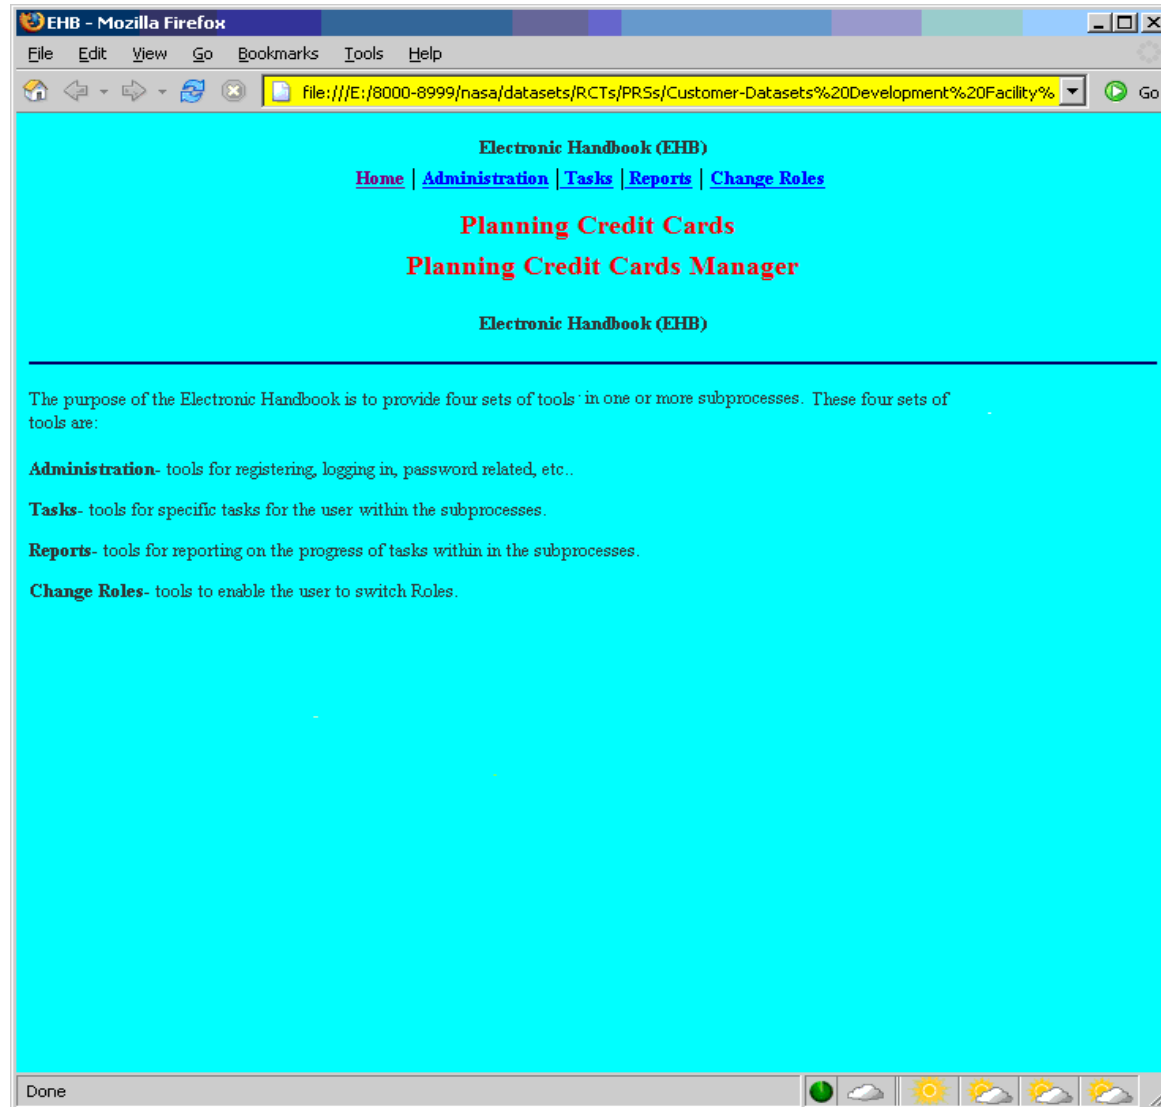 EHB - Mozilla Firefox
File Edit View Go Bookmarks Tools Help
file:///E:/8000-8999/nasa/datasets/RCTs/PRSs/Customer-Datasets%20Development%20Facility% Go
Electronic Handbook (EHB)
Home | Administration | Tasks | Reports | Change Roles
Planning Credit Cards
Planning Credit Cards Manager
Electronic Handbook (EHB)
The purpose of the Electronic Handbook is to provide four sets of tools in one or more subprocesses. These four sets of
tools are:
Administration- tools for registering, logging in, password related, etc..
Tasks- tools for specific tasks for the user within the subprocesses.
Reports- tools for reporting on the progress of tasks within in the subprocesses.
Change Roles- tools to enable the user to switch Roles.
Done